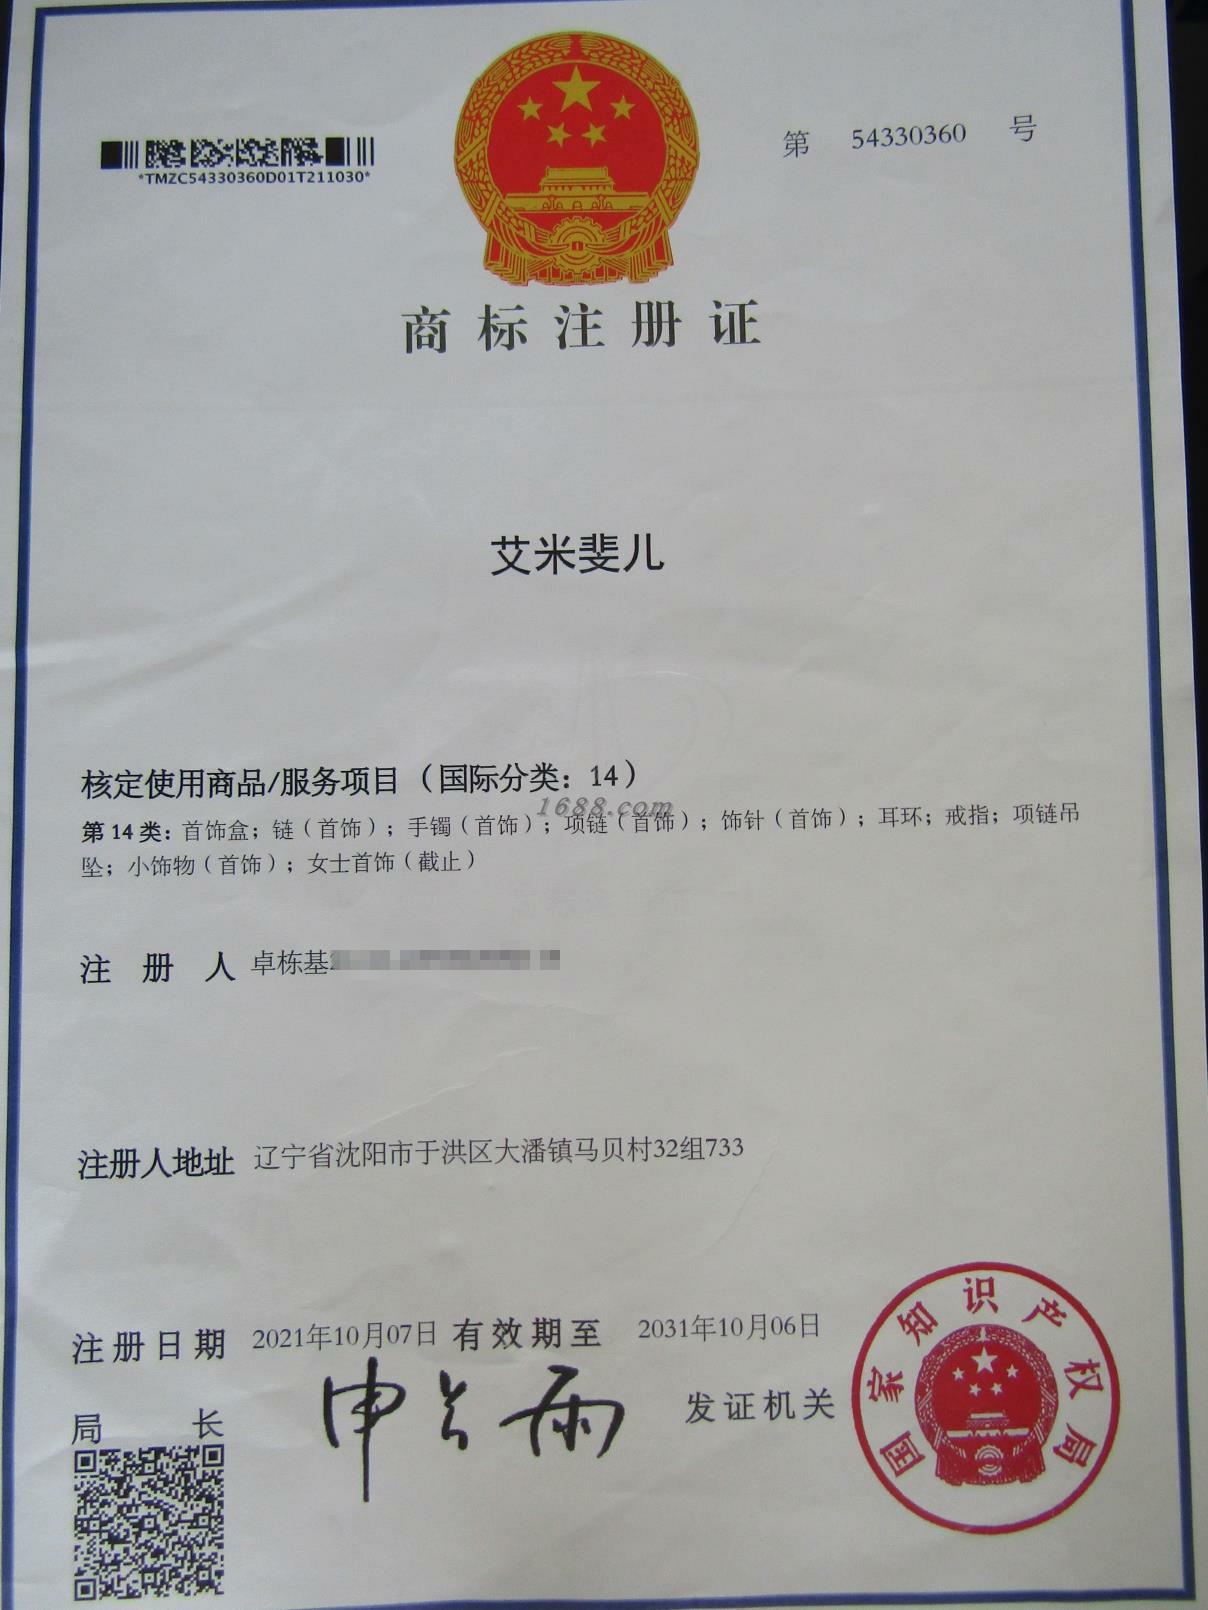 第 54330360 号
*TMZC54330360D01T211030*
商标注册证
艾米斐儿
核定使用商品/服务项目（国际分类：14）
1688.com
第 14 类：首饰盒；链（首饰）；手镯（首饰）；项链（首饰）；饰针（首饰）；耳环；戒指；项链吊
坠；小饰物（首饰）；女士首饰（截止）
注 册 人 卓栋基
注册人地址 辽宁省沈阳市于洪区大潘镇马贝村32组733
注册日期 2021年10月07日 有效期至 2031年10月06日
局 长 申长雨 发证机关
国家知识产权局